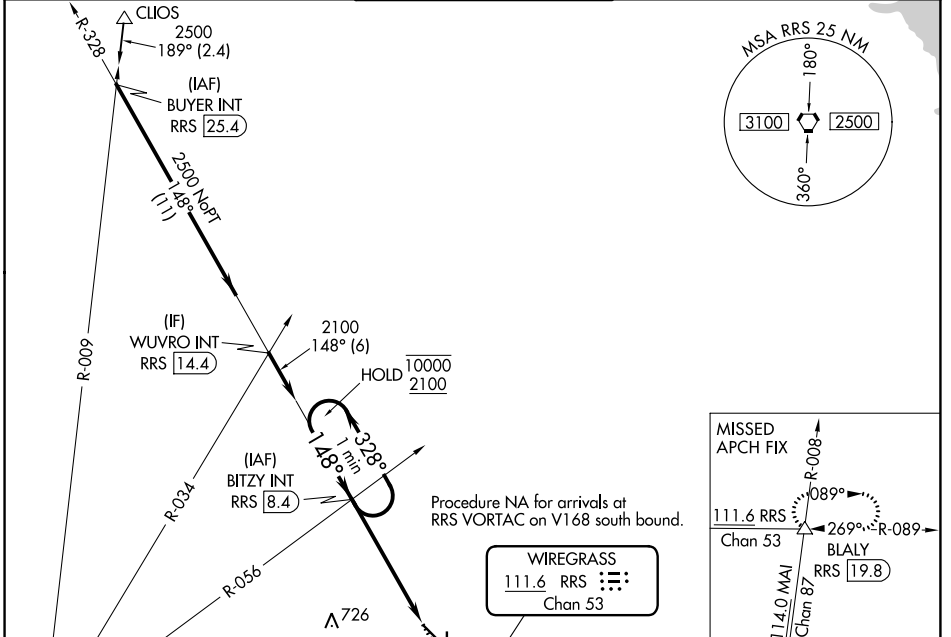 CLIOS
2500
189° (2.4)
R-328
(IAF)
BUYER INT
RRS 25.4
2500 NoPT
148°
(11)
MSA RRS 25 NM
180°
3100
2500
360°
R-009
(IF)
WUVRO INT
RRS 14.4
2100
148° (6)
HOLD 10000
2100
148°
1 min
328°
R-034
(IAF)
BITZY INT
RRS 8.4
R-056
Procedure NA for arrivals at
RRS VORTAC on V168 south bound.
WIREGRASS
111.6 RRS
Chan 53
726
MISSED
APCH FIX
R-008
089°
111.6 RRS
Chan 53
269°
R-089
BLALY
RRS 19.8
114.0 MAI
Chan 87